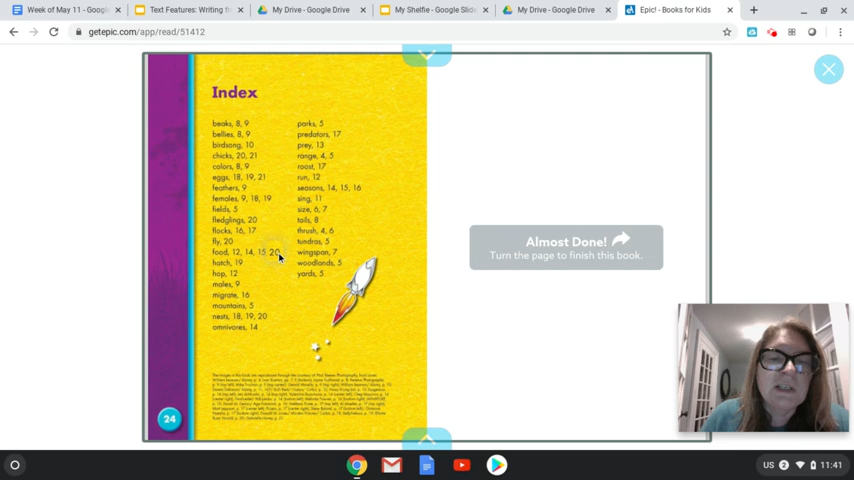 Week of May 11 - Google
Text Features: Writing fr
My Drive - Google Drive
My Shelfie - Google Slide
My Drive - Google Drive
Epic! - Books for Kids
getepic.com/app/read/51412
Index
beaks, 8, 9
bellies, 8, 9
birdsong, 10
chicks, 20, 21
colors, 8, 9
eggs, 18, 19, 21
feathers, 9
females, 9, 18, 19
fields, 5
fledglings, 20
flocks, 16, 17
fly, 20
food, 12, 14, 15 20
hatch, 19
hop, 12
males, 9
migrate, 16
mountains, 5
nests, 18, 19, 20
omnivores, 14
parks, 5
predators, 17
prey, 13
range, 4, 5
roost, 17
run, 12
seasons, 14, 15, 16
sing, 11
size, 6, 7
tails, 8
thrush, 4, 6
tundras, 5
wingspan, 7
woodlands, 5
yards, 5
24
Almost Done!
Turn the page to finish this book.
US 2 11:41